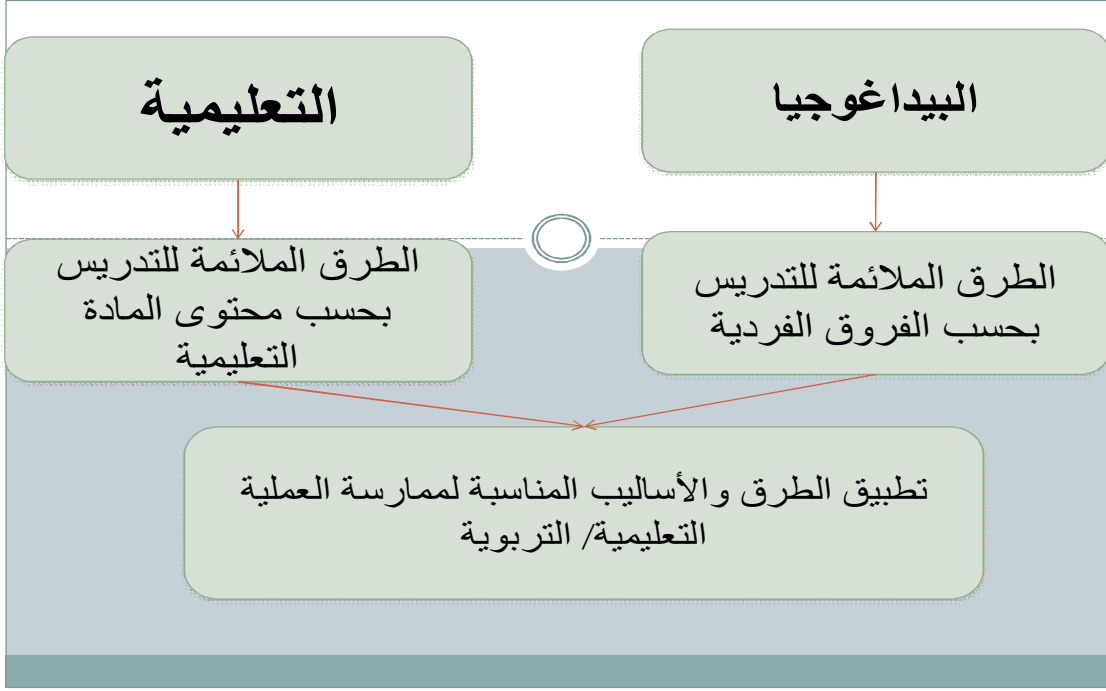 البيداغوجيا
التعليمية
الطرق الملائمة للتدريس
بحسب الفروق الفردية
الطرق الملائمة للتدريس
بحسب محتوى المادة
التعليمية
تطبيق الطرق والأساليب المناسبة لممارسة العملية
التعليمية/ التربوية